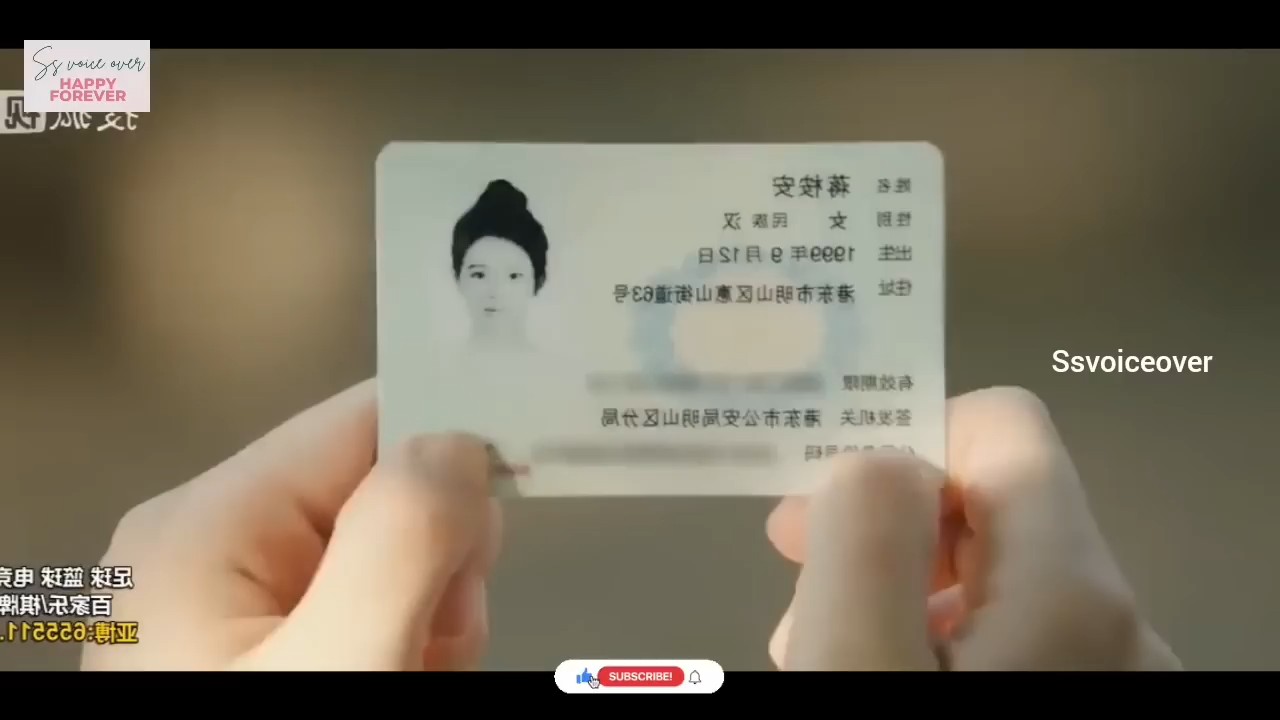 Ss voice over
HAPPY
FOREVER
姓名 蒋桉安
性别 女 民族 汉
出生 1999年9月12日
住址 港东市明山区惠山街道63号
Ssvoiceover
有效期限
签发机关 港东市公安局明山区分局
号码
足球 篮球 电竞
百家乐/棋牌
亚博:655511.
SUBSCRIBE!